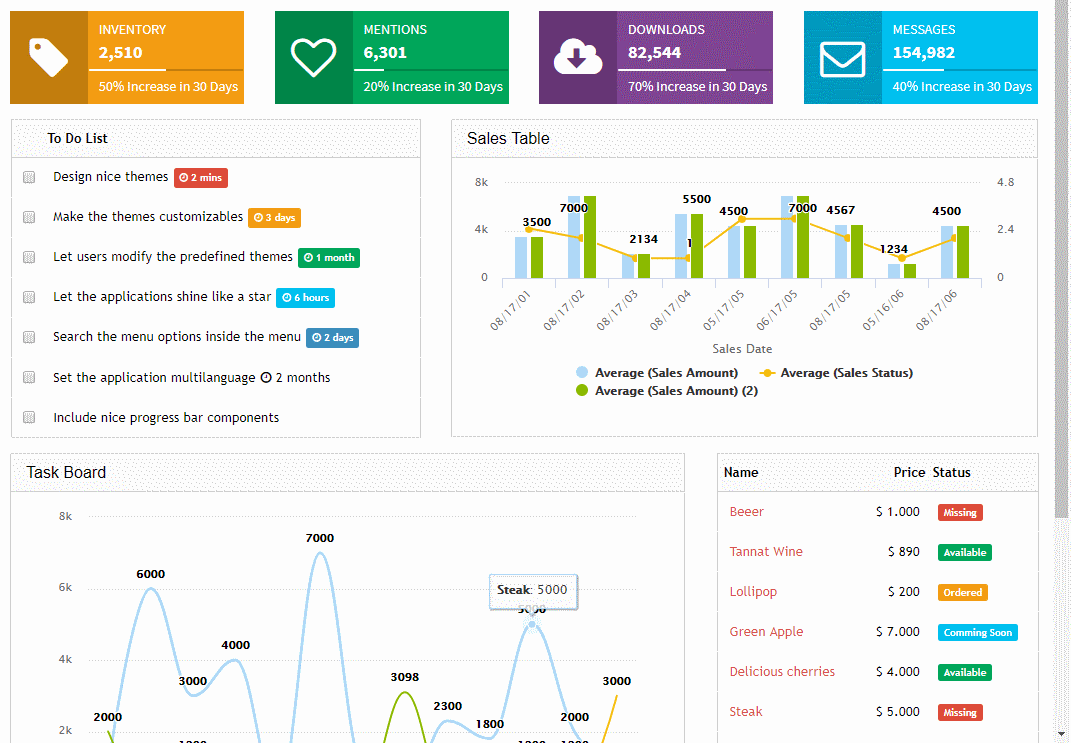 INVENTORY
2,510
50% Increase in 30 Days
MENTIONS
6,301
20% Increase in 30 Days
DOWNLOADS
82,544
70% Increase in 30 Days
MESSAGES
154,982
40% Increase in 30 Days
To Do List
Design nice themes 2 mins
Make the themes customizables 3 days
Let users modify the predefined themes 1 month
Let the applications shine like a star 6 hours
Search the menu options inside the menu 2 days
Set the application multilanguage 2 months
Include nice progress bar components
Sales Table
8k 4.8
5500
7000 7000 4567 4500
4500
3500
4k 2.4
2134
1234
0 0
08/17/01 08/17/02 08/17/03 08/17/04 05/17/05 06/17/05 08/17/05 05/16/06 08/17/06
Sales Date
Average (Sales Amount) Average (Sales Status)
Average (Sales Amount) (2)
Task Board
8k
7000
6000
6k
Steak: 5000
5000
4000
4k
3098
3000 3000
2300
2000 1800 2000
2k
Name Price Status
Beeer $ 1.000 Missing
Tannat Wine $ 890 Available
Lollipop $ 200 Ordered
Green Apple $ 7.000 Comming Soon
Delicious cherries $ 4.000 Available
Steak $ 5.000 Missing